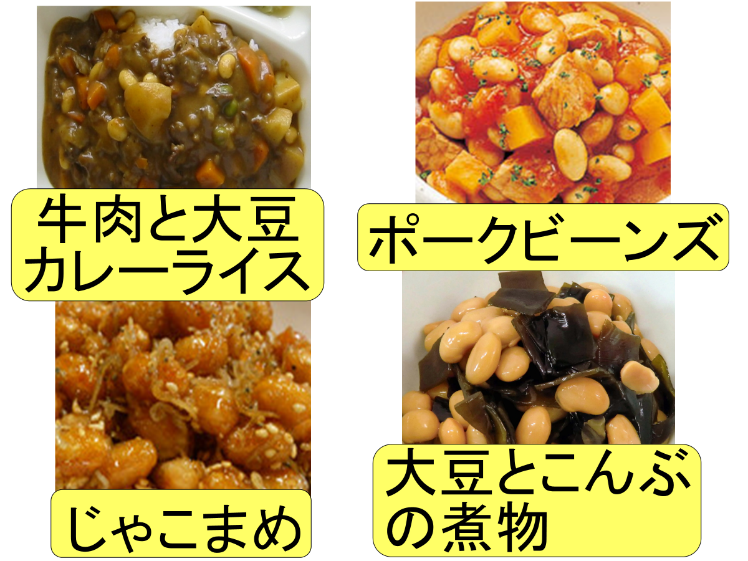 牛肉と大豆
カレーライス
ポークビーンズ
じゃこまめ
大豆とこんぶ
の煮物